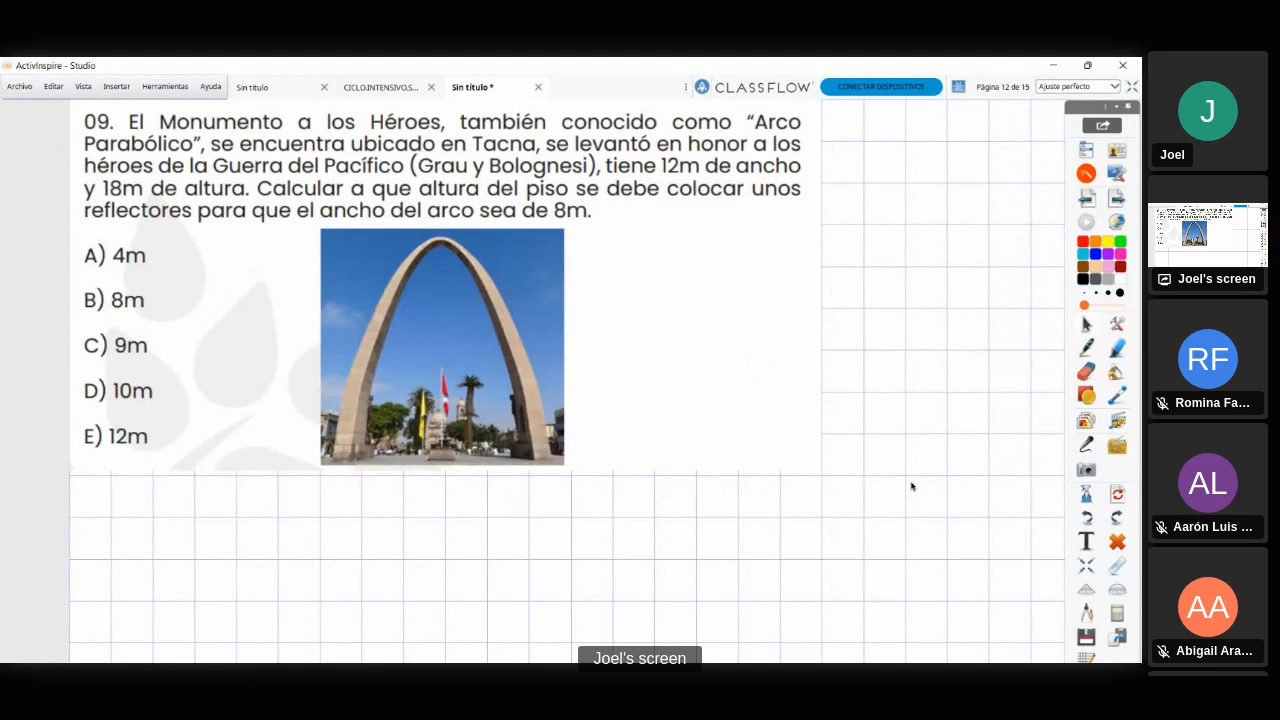 ActivInspire - Studio
Archivo Editar Vista Insertar Herramientas Ayuda
Sin título
CICLO.INTENSIVO.S...
Sin título *
CLASSFLOW
CONECTAR DISPOSITIVOS
Página 12 de 15
Ajuste perfecto
09. El Monumento a los Héroes, también conocido como “Arco
Parabólico”, se encuentra ubicado en Tacna, se levantó en honor a los
héroes de la Guerra del Pacífico (Grau y Bolognesi), tiene 12m de ancho
y 18m de altura. Calcular a que altura del piso se debe colocar unos
reflectores para que el ancho del arco sea de 8m.
A) 4m
B) 8m
C) 9m
D) 10m
E) 12m
Joel's screen
J
Joel
Joel's screen
RF
Romina Fa...
AL
Aarón Luis ...
AA
Abigail Ara...